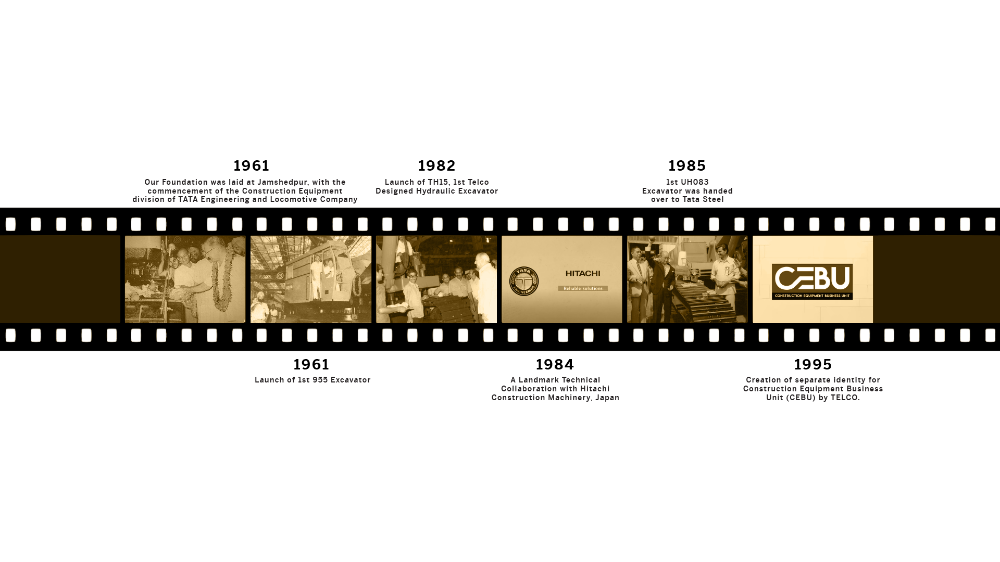 1961
Our Foundation was laid at Jamshedpur, with the
commencement of the Construction Equipment
division of TATA Engineering and Locomotive Company
1982
Launch of TH15, 1st Telco
Designed Hydraulic Excavator
1985
1st UH083
Excavator was handed
over to Tata Steel
TATA
ENGINEERING
HITACHI
Reliable solutions
CEBU
CONSTRUCTION EQUIPMENT BUSINESS UNIT
1961
Launch of 1st 955 Excavator
1984
A Landmark Technical
Collaboration with Hitachi
Construction Machinery, Japan
1995
Creation of separate identity for
Construction Equipment Business
Unit (CEBU) by TELCO.